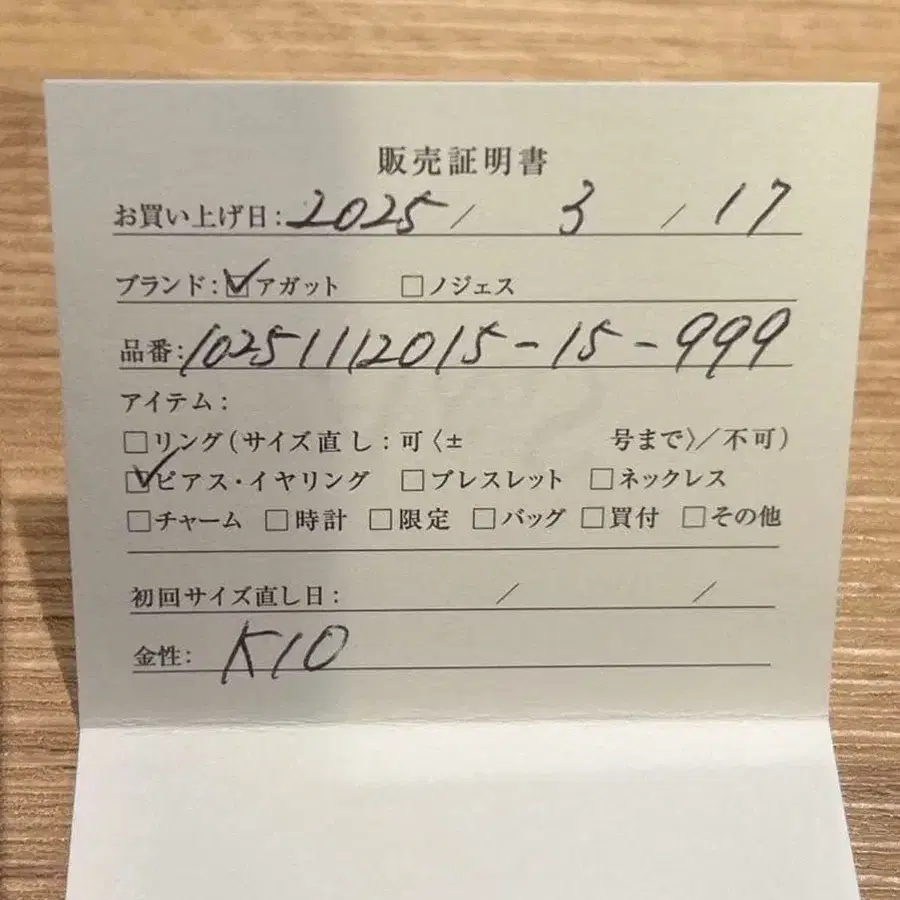 販売証明書
お買い上げ日:2025/3/17
ブランド:☑アガット □ノジェス
品番:10251112015-15-999
アイテム:
□リング(サイズ直し:可〈± 号まで〉/不可)
☑ピアス・イヤリング □ブレスレット □ネックレス
□チャーム □時計 □限定 □バッグ □買付 □その他
初回サイズ直し日: / /
金性: K10